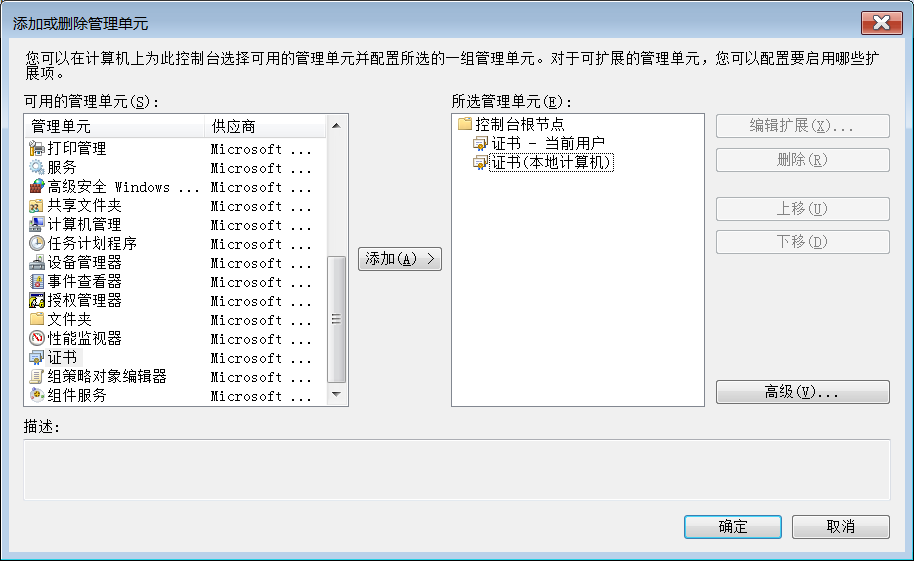 添加或删除管理单元
您可以在计算机上为此控制台选择可用的管理单元并配置所选的一组管理单元。对于可扩展的管理单元，您可以配置要启用哪些扩
展项。
可用的管理单元(S):
所选管理单元(E):
管理单元 供应商
打印管理 Microsoft ...
服务 Microsoft ...
高级安全 Windows ... Microsoft ...
共享文件夹 Microsoft ...
计算机管理 Microsoft ...
任务计划程序 Microsoft ...
设备管理器 Microsoft ...
事件查看器 Microsoft ...
授权管理器 Microsoft ...
文件夹 Microsoft ...
性能监视器 Microsoft ...
证书 Microsoft ...
组策略对象编辑器 Microsoft ...
组件服务 Microsoft ...
添加(A) >
控制台根节点
证书 - 当前用户
证书(本地计算机)
编辑扩展(X)...
删除(R)
上移(U)
下移(D)
高级(V)...
描述:
确定
取消